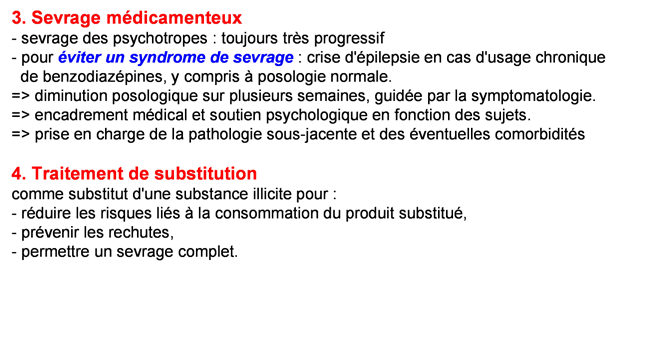 3. Sevrage médicamenteux
- sevrage des psychotropes : toujours très progressif
- pour éviter un syndrome de sevrage : crise d'épilepsie en cas d'usage chronique
de benzodiazépines, y compris à posologie normale.
=> diminution posologique sur plusieurs semaines, guidée par la symptomatologie.
=> encadrement médical et soutien psychologique en fonction des sujets.
=> prise en charge de la pathologie sous-jacente et des éventuelles comorbidités
4. Traitement de substitution
comme substitut d'une substance illicite pour :
- réduire les risques liés à la consommation du produit substitué,
- prévenir les rechutes,
- permettre un sevrage complet.